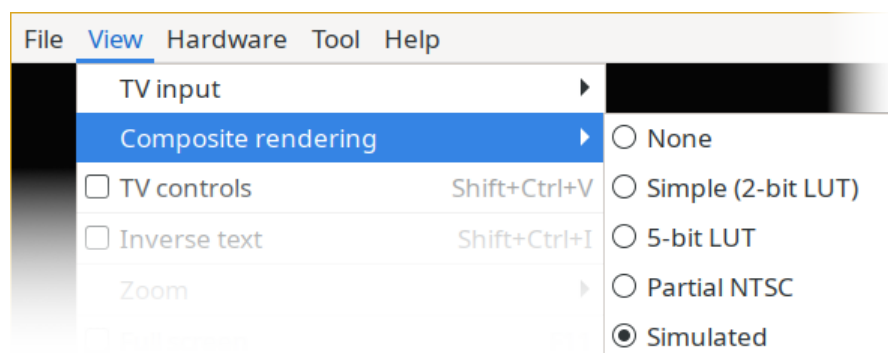 File View Hardware Tool Help
TV input
Composite rendering
None
TV controls Shift+Ctrl+V
Simple (2-bit LUT)
Inverse text Shift+Ctrl+I
5-bit LUT
Zoom
Partial NTSC
Simulated